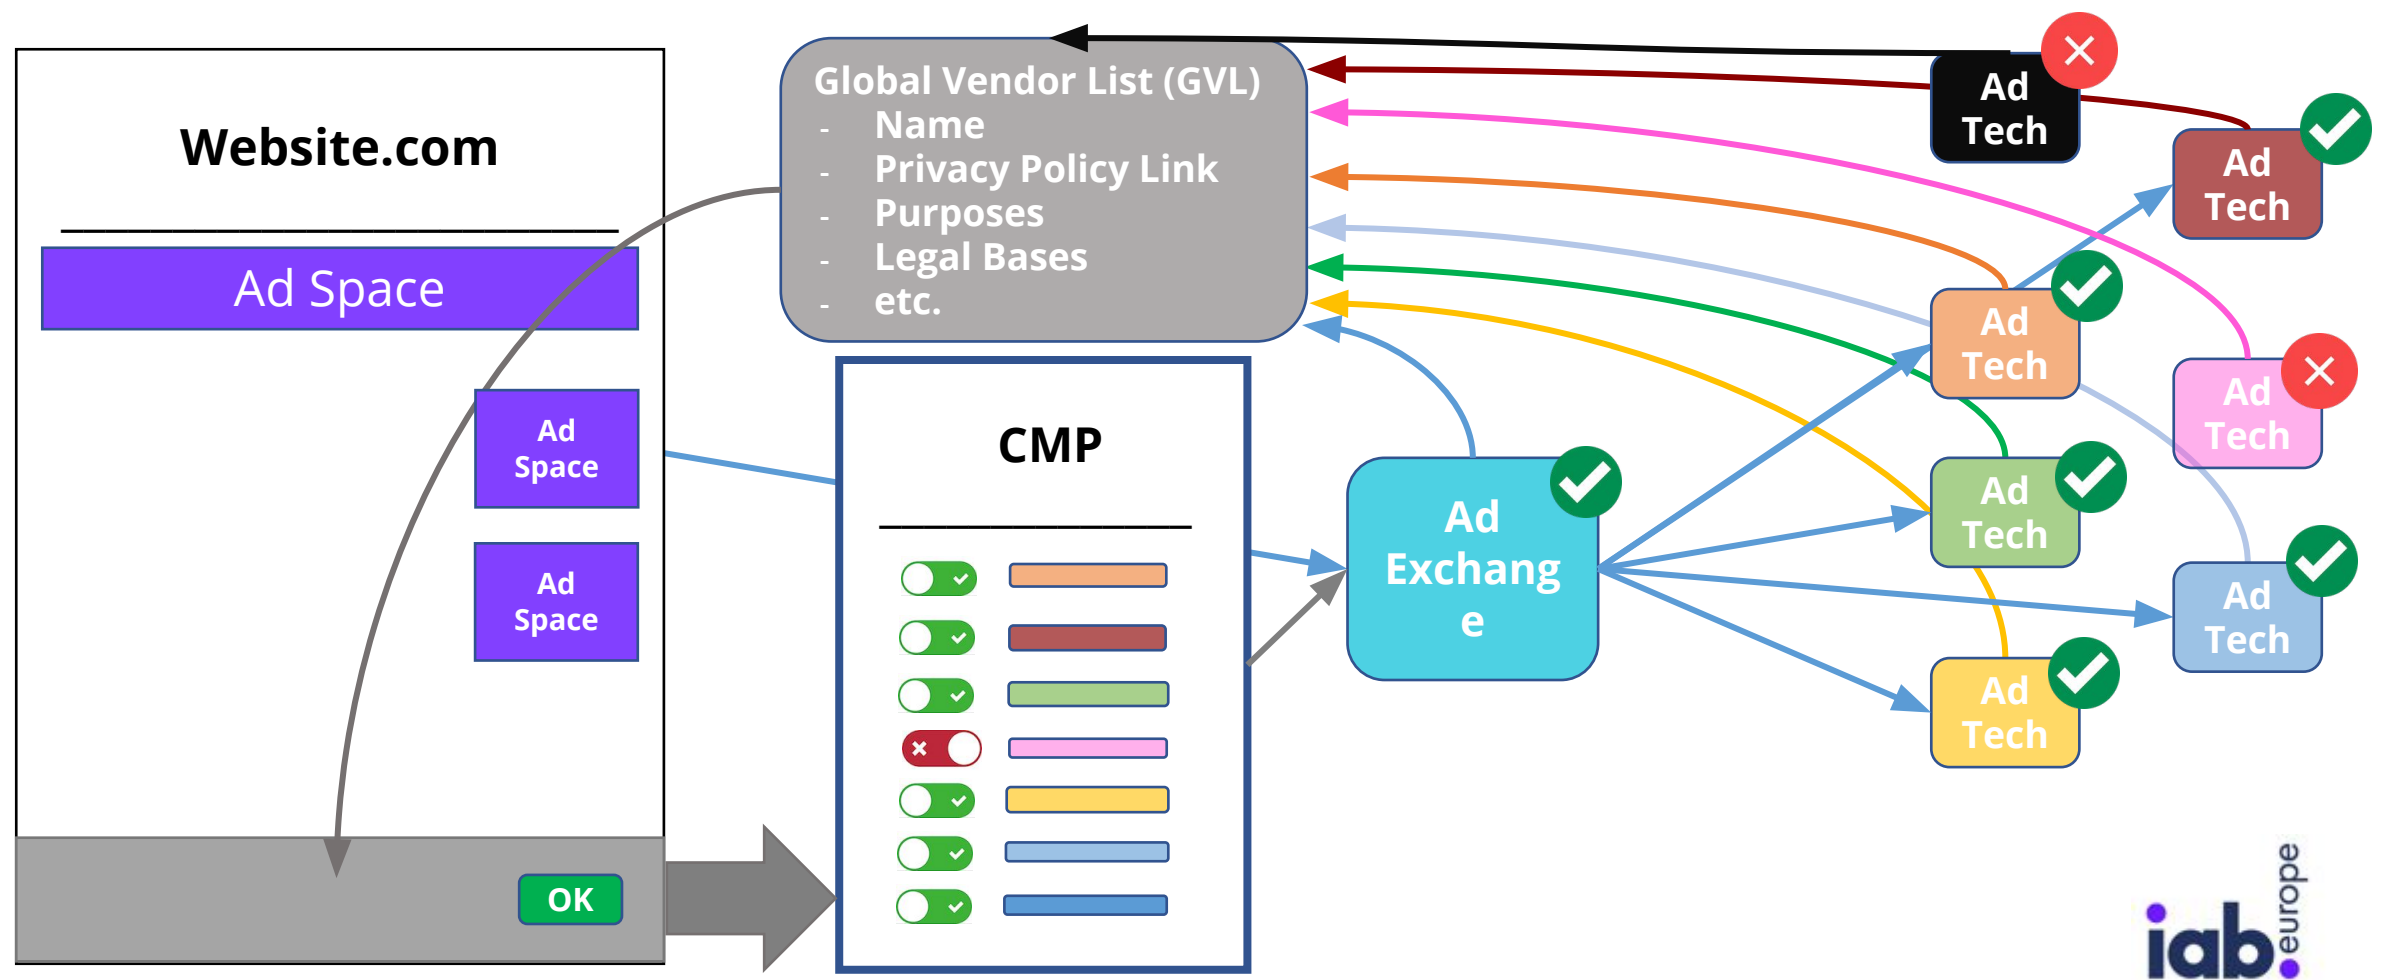 Website.com
Ad Space
Ad
Space
Ad
Space
OK
Global Vendor List (GVL)
- Name
- Privacy Policy Link
- Purposes
- Legal Bases
- etc.
CMP
Ad
Exchang
e
Ad
Tech
Ad
Tech
Ad
Tech
Ad
Tech
Ad
Tech
Ad
Tech
Ad
Tech
iab.
europe